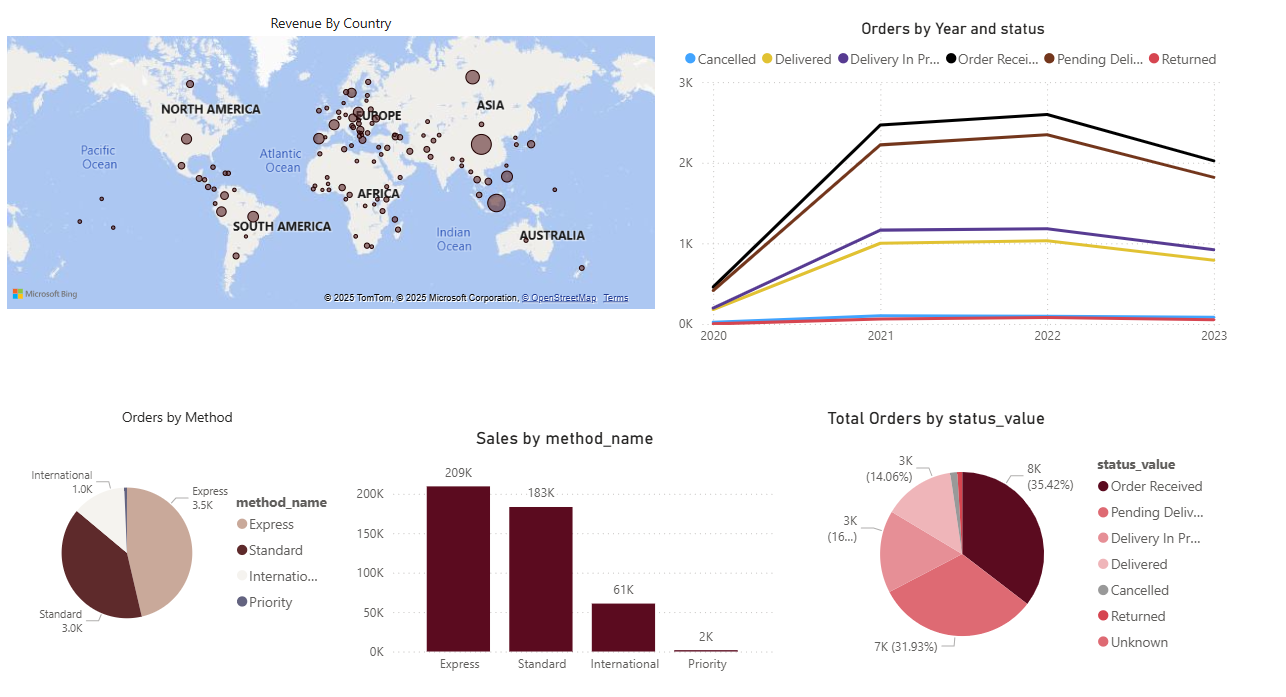 Revenue By Country
NORTH AMERICA
EUROPE
ASIA
Pacific
Ocean
Atlantic
Ocean
AFRICA
SOUTH AMERICA
Indian
Ocean
AUSTRALIA
Microsoft Bing
© 2025 TomTom, © 2025 Microsoft Corporation, © OpenStreetMap Terms
Orders by Year and status
Cancelled Delivered Delivery In Pr... Order Recei... Pending Deli... Returned
3K
2K
1K
0K
2020 2021 2022 2023
Orders by Method
International
1.0K
Express
3.5K
Standard
3.0K
method_name
Express
Standard
Internatio...
Priority
Sales by method_name
200K
150K
100K
50K
0K
209K
183K
61K
2K
Express Standard International Priority
Total Orders by status_value
3K
(14.06%)
8K
(35.42%)
3K
(16...)
7K (31.93%)
status_value
Order Received
Pending Deliv...
Delivery In Pr...
Delivered
Cancelled
Returned
Unknown